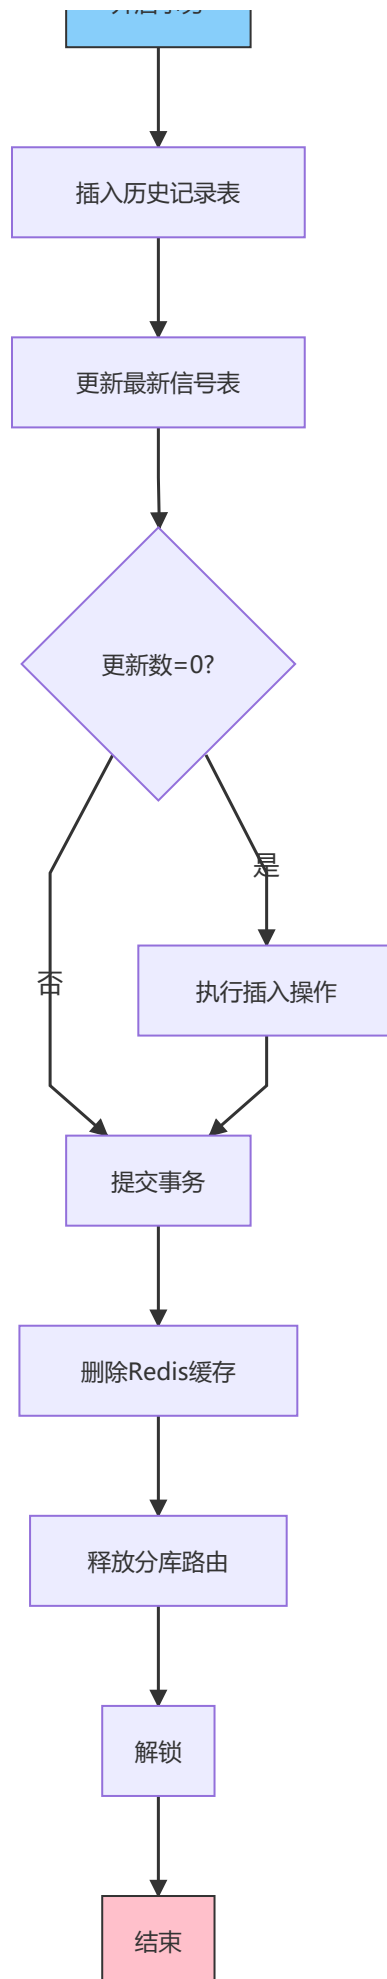 插入历史记录表
更新最新信号表
更新数=0?
是
否
执行插入操作
提交事务
删除Redis缓存
释放分库路由
解锁
结束